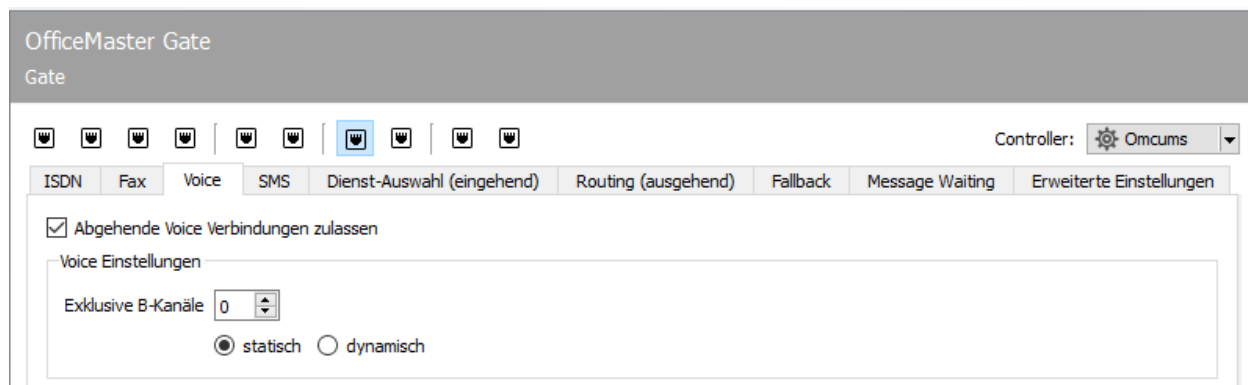 OfficeMaster Gate
Gate
Controller: Omcums
ISDN Fax Voice SMS Dienst-Auswahl (eingehend) Routing (ausgehend) Fallback Message Waiting Erweiterte Einstellungen
Abgehende Voice Verbindungen zulassen
Voice Einstellungen
Exklusive B-Kanäle 0
statisch dynamisch